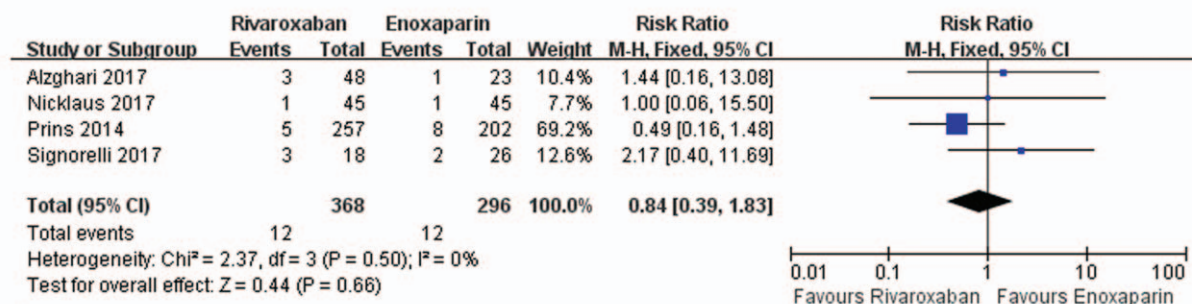 Rivaroxaban Enoxaparin Risk Ratio Risk Ratio
Study or Subgroup Events Total Events Total Weight M-H, Fixed, 95% CI M-H, Fixed, 95% CI
Alzghari 2017 3 48 1 23 10.4% 1.44 [0.16, 13.08]
Nicklaus 2017 1 45 1 45 7.7% 1.00 [0.06, 15.50]
Prins 2014 5 257 8 202 69.2% 0.49 [0.16, 1.48]
Signorelli 2017 3 18 2 26 12.6% 2.17 [0.40, 11.69]
Total (95% CI) 368 296 100.0% 0.84 [0.39, 1.83]
Total events 12 12
Heterogeneity: Chi² = 2.37, df = 3 (P = 0.50); I² = 0%
Test for overall effect: Z = 0.44 (P = 0.66)
0.01 0.1 1 10 100
Favours Rivaroxaban Favours Enoxaparin